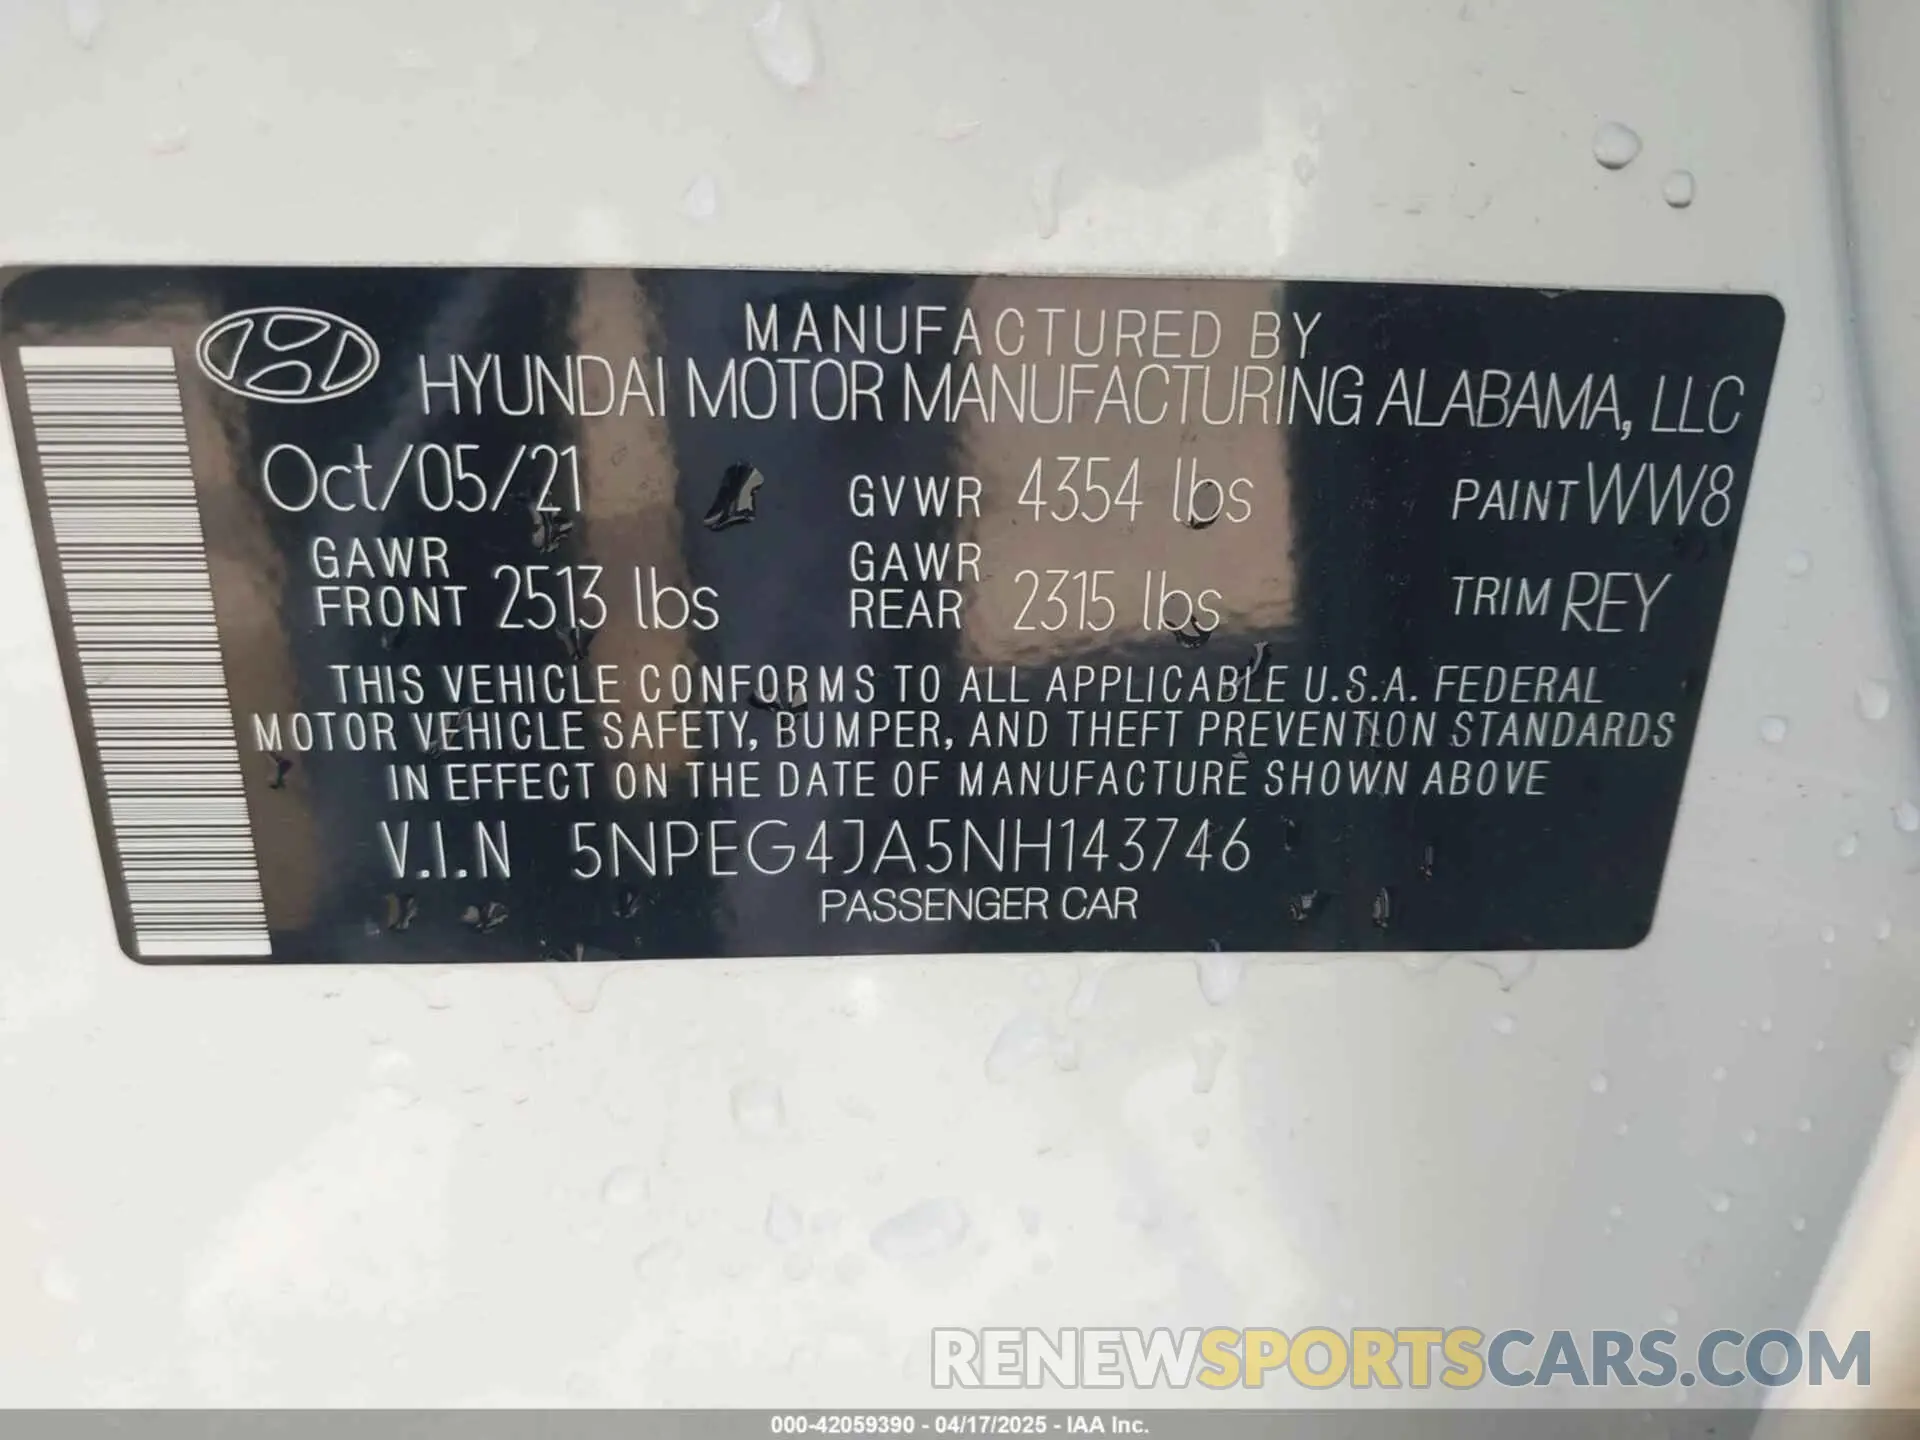 MANUFACTURED BY
HYUNDAI MOTOR MANUFACTURING ALABAMA, LLC
Oct/05/21 GVWR 4354 lbs PAINT WW8
GAWR FRONT 2513 lbs GAWR REAR 2315 lbs TRIM REY
THIS VEHICLE CONFORMS TO ALL APPLICABLE U.S.A. FEDERAL
MOTOR VEHICLE SAFETY, BUMPER, AND THEFT PREVENTION STANDARDS
IN EFFECT ON THE DATE OF MANUFACTURE SHOWN ABOVE
V.I.N 5NPEG4JA5NH143746
PASSENGER CAR
RENEWSPORTSCARS.COM
000-42059390 - 04/17/2025 - IAA Inc.